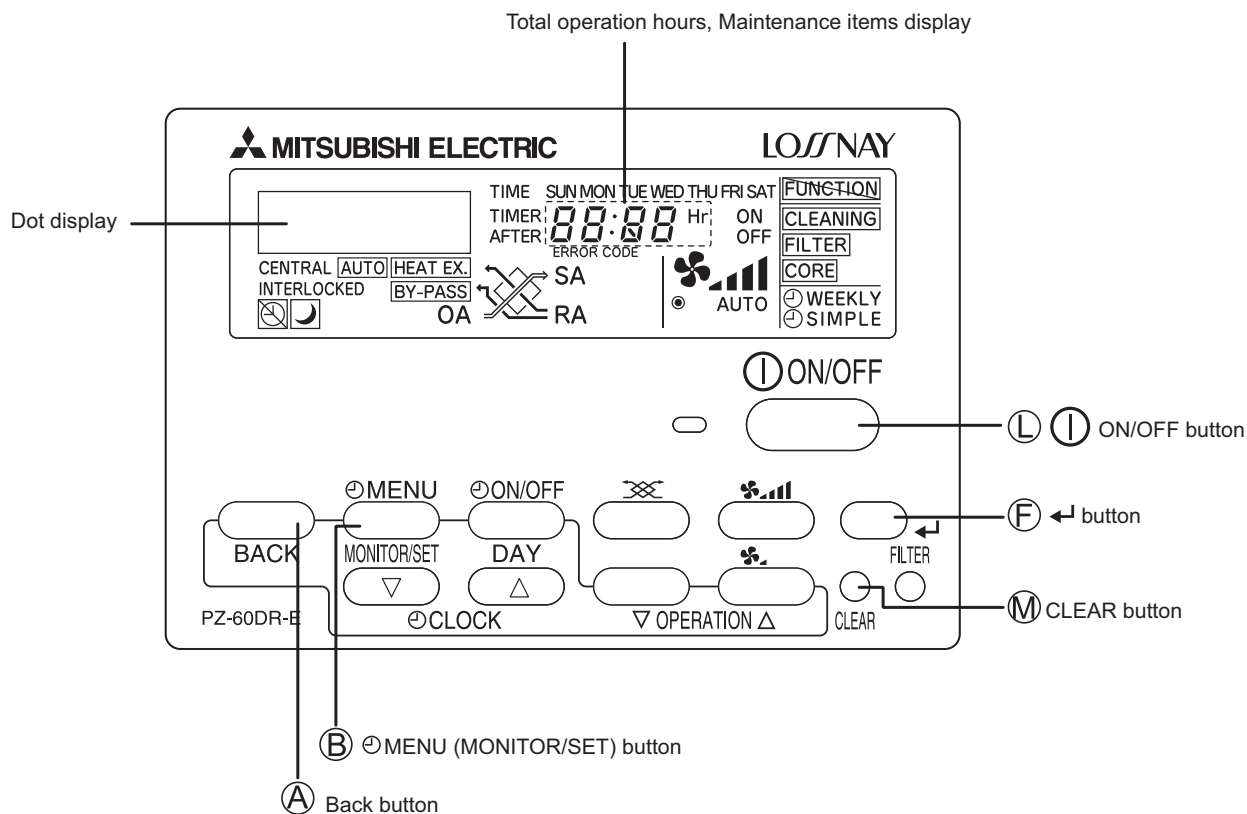 Total operation hours, Maintenance items display
MITSUBISHI ELECTRIC
LOSSNAY
Dot display
TIME SUN MON TUE WED THU FRI SAT FUNCTION
TIMER 88:88 Hr ON CLEANING
AFTER OFF FILTER
ERROR CODE
CENTRAL AUTO HEAT EX. SA CORE
INTERLOCKED BY-PASS AUTO WEEKLY
OA RA SIMPLE
ON/OFF
L ON/OFF button
MENU ON/OFF
F ↵ button
BACK MONITOR/SET DAY FILTER
▽ △
M CLEAR button
PZ-60DR-E CLOCK ▽ OPERATION △ CLEAR
B MENU (MONITOR/SET) button
A Back button